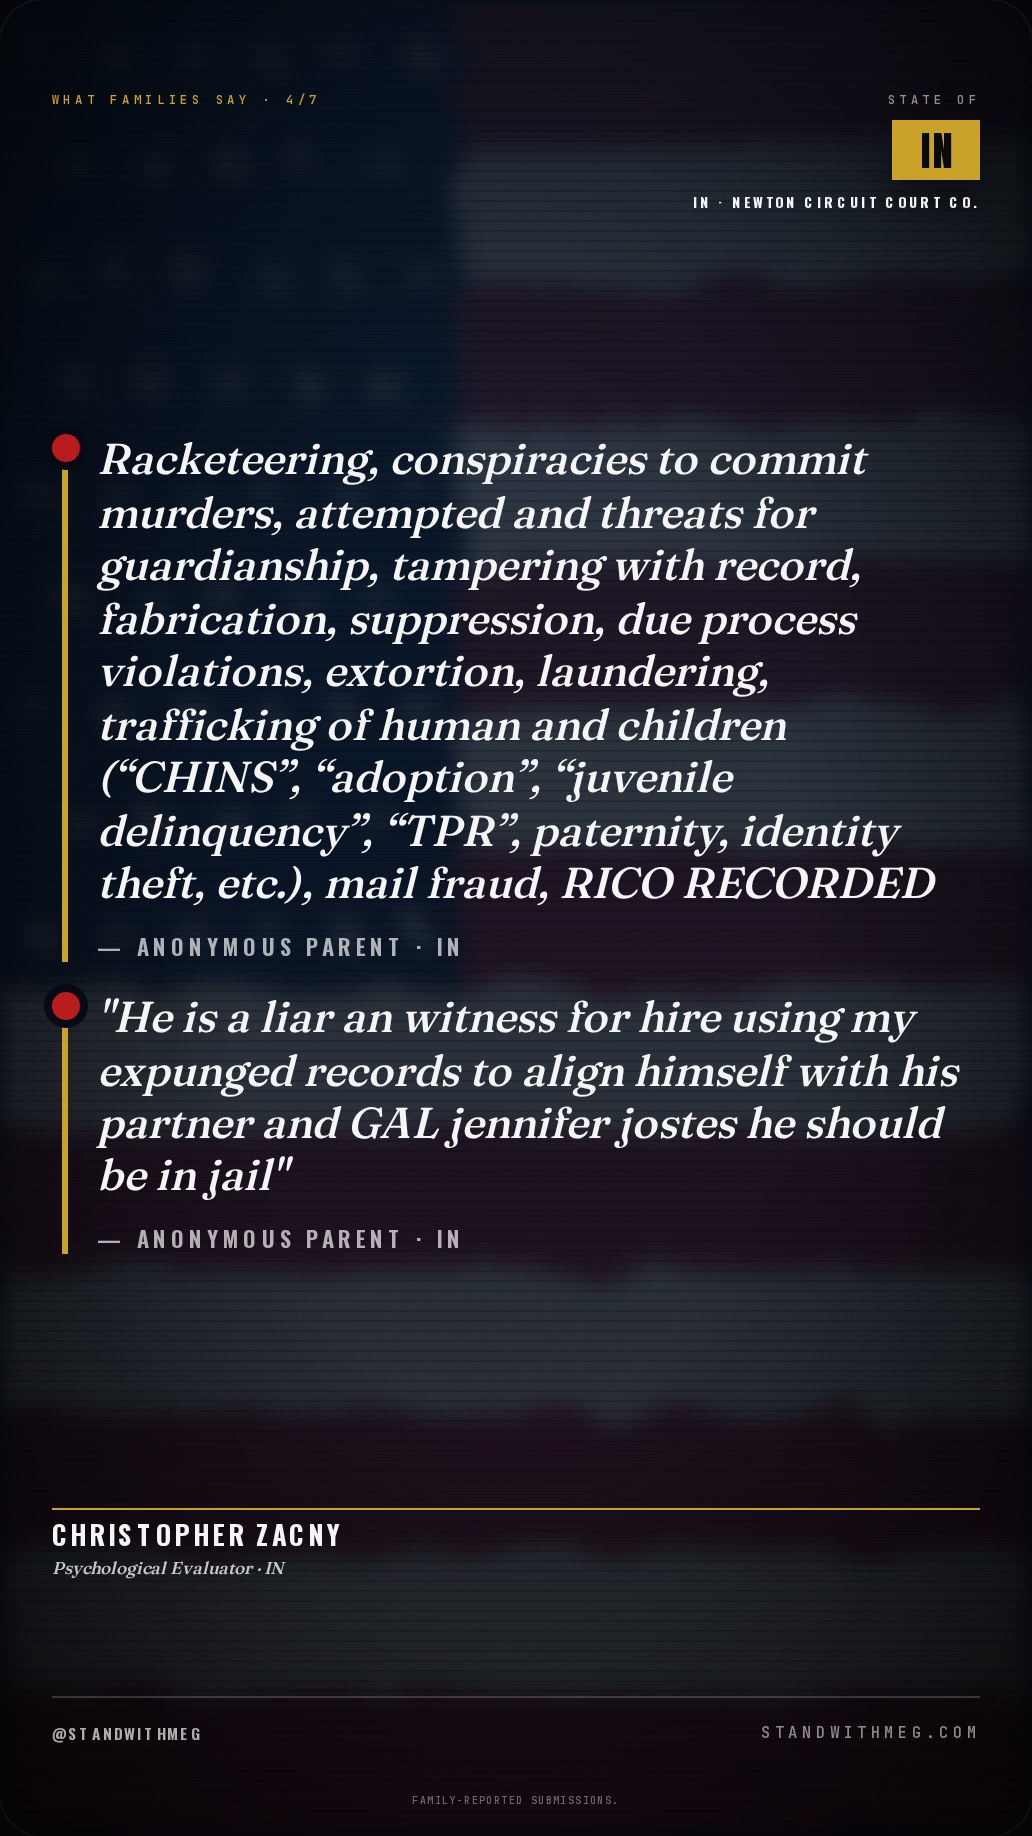 WHAT FAMILIES SAY · 4/7
STATE OF
IN
IN · NEWTON CIRCUIT COURT CO.
Racketeering, conspiracies to commit
murders, attempted and threats for
guardianship, tampering with record,
fabrication, suppression, due process
violations, extortion, laundering,
trafficking of human and children
(“CHINS”, “adoption”, “juvenile
delinquency”, “TPR”, paternity, identity
theft, etc.), mail fraud, RICO RECORDED
— ANONYMOUS PARENT · IN
"He is a liar an witness for hire using my
expunged records to align himself with his
partner and GAL jennifer jostes he should
be in jail"
— ANONYMOUS PARENT · IN
CHRISTOPHER ZACNY
Psychological Evaluator · IN
@STANDWITHMEG
STANDWITHMEG.COM
FAMILY-REPORTED SUBMISSIONS.